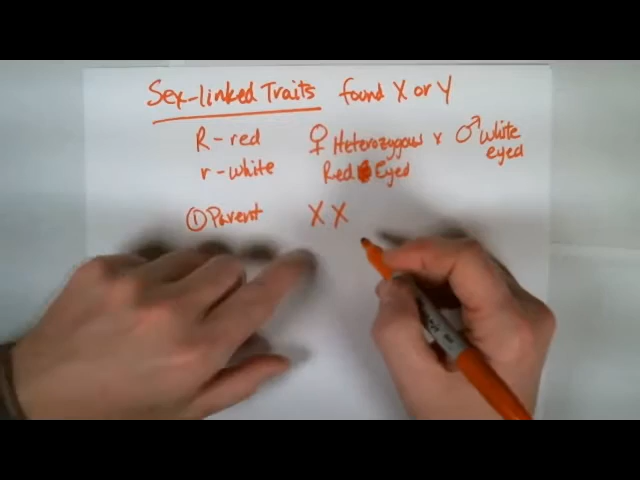 Sex-linked Traits found X or Y
R - red ♀ Heterozygous x ♂ White eyed
r - white Red Eyed
① Parent X X